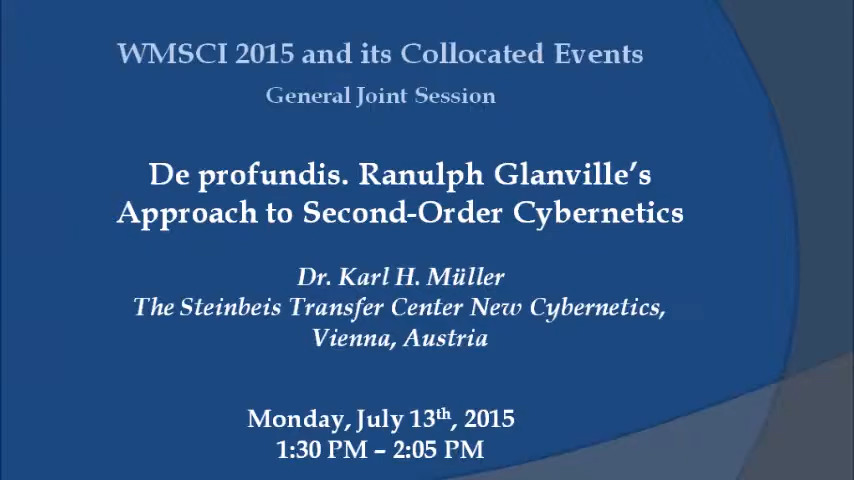 WMSCI 2015 and its Collocated Events
General Joint Session
De profundis. Ranulph Glanville’s
Approach to Second-Order Cybernetics
Dr. Karl H. Müller
The Steinbeis Transfer Center New Cybernetics,
Vienna, Austria
Monday, July 13th, 2015
1:30 PM – 2:05 PM